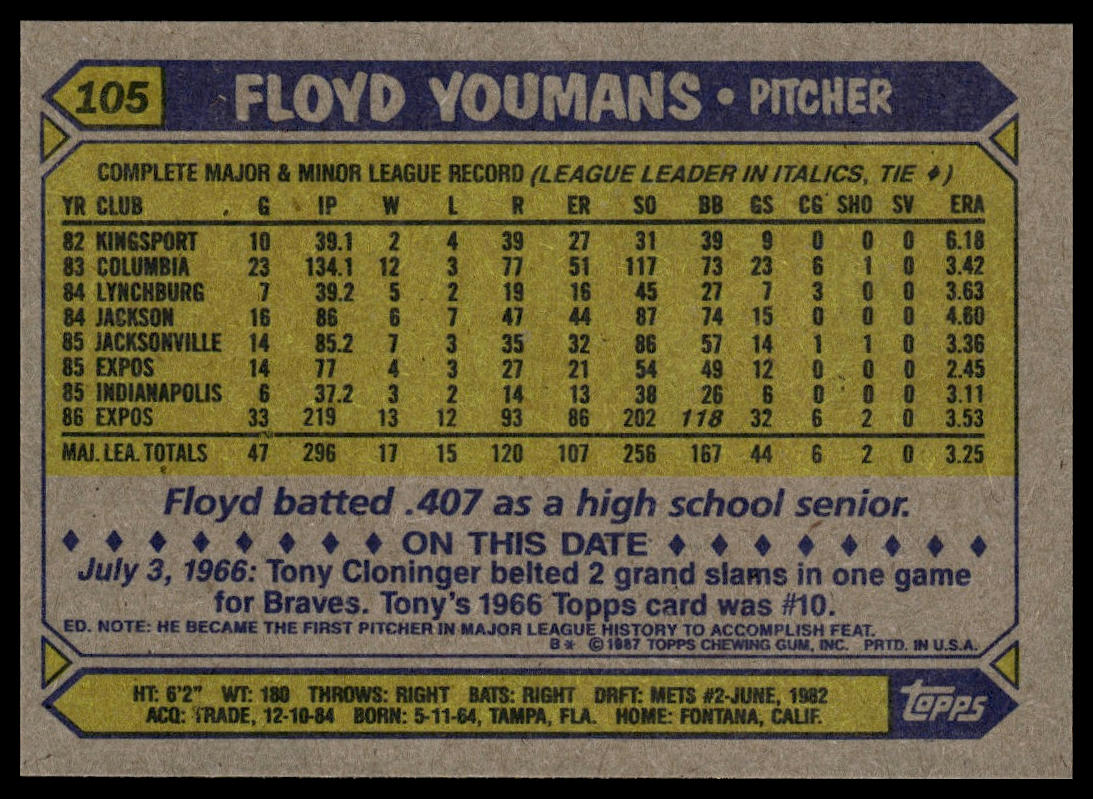 105 FLOYD YOUMANS • PITCHER
COMPLETE MAJOR & MINOR LEAGUE RECORD (LEAGUE LEADER IN ITALICS, TIE ♦)
YR CLUB G IP W L R ER SO BB GS CG SHO SV ERA
82 KINGSPORT 10 39.1 2 4 39 27 31 39 9 0 0 0 6.18
83 COLUMBIA 23 134.1 12 3 77 51 117 73 23 6 1 0 3.42
84 LYNCHBURG 7 39.2 5 2 19 16 45 27 7 3 0 0 3.63
84 JACKSON 16 86 6 7 47 44 87 74 15 0 0 0 4.60
85 JACKSONVILLE 14 85.2 7 3 35 32 86 57 14 1 1 0 3.36
85 EXPOS 14 77 4 3 27 21 54 49 12 0 0 0 2.45
85 INDIANAPOLIS 6 37.2 3 2 14 13 38 26 6 0 0 0 3.11
86 EXPOS 33 219 13 12 93 86 202 118 32 6 2 0 3.53
MAJ. LEA. TOTALS 47 296 17 15 120 107 256 167 44 6 2 0 3.25
Floyd batted .407 as a high school senior.
♦ ♦ ♦ ♦ ♦ ♦ ♦ ♦ ON THIS DATE ♦ ♦ ♦ ♦ ♦ ♦ ♦ ♦
July 3, 1966: Tony Cloninger belted 2 grand slams in one game
for Braves. Tony's 1966 Topps card was #10.
ED. NOTE: HE BECAME THE FIRST PITCHER IN MAJOR LEAGUE HISTORY TO ACCOMPLISH FEAT.
B* © 1987 TOPPS CHEWING GUM, INC. PRTD. IN U.S.A.
HT: 6'2" WT: 180 THROWS: RIGHT BATS: RIGHT DRFT: METS #2-JUNE, 1982
ACQ: TRADE, 12-10-84 BORN: 5-11-64, TAMPA, FLA. HOME: FONTANA, CALIF.
topps